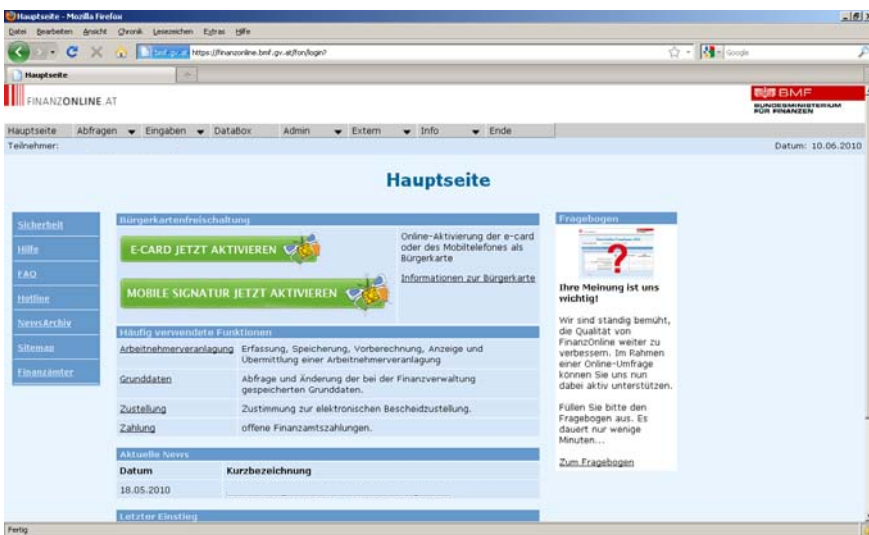 Hauptseite - Mozilla Firefox
Datei Bearbeiten Ansicht Chronik Lesezeichen Extras Hilfe
bmf.gv.at https://finanzonline.bmf.gv.at/fon/login?
Google
Hauptseite
FINANZONLINE.AT
BMF
BUNDESMINISTERIUM
FÜR FINANZEN
Hauptseite Abfragen Eingaben DataBox Admin Extern Info Ende
Teilnehmer: Datum: 10.06.2010
Hauptseite
Sicherheit
Hilfe
FAQ
Hotline
NewsArchiv
Sitemap
Finanzämter
Bürgerkartenfreischaltung
E-CARD JETZT AKTIVIEREN
MOBILE SIGNATUR JETZT AKTIVIEREN
Online-Aktivierung der e-card
oder des Mobiltelefones als
Bürgerkarte
Informationen zur Bürgerkarte
Häufig verwendete Funktionen
Arbeitnehmerveranlagung Erfassung, Speicherung, Vorberechnung, Anzeige und
Übermittlung einer Arbeitnehmerveranlagung
Grunddaten Abfrage und Änderung der bei der Finanzverwaltung
gespeicherten Grunddaten.
Zustellung Zustimmung zur elektronischen Bescheidzustellung.
Zahlung offene Finanzamtszahlungen.
Aktuelle News
Datum Kurzbezeichnung
18.05.2010
Letzter Einstieg
Fragebogen
?
Ihre Meinung ist uns
wichtig!
Wir sind ständig bemüht,
die Qualität von
FinanzOnline weiter zu
verbessern. Im Rahmen
einer Online-Umfrage
können Sie uns nun
dabei aktiv unterstützen.
Füllen Sie bitte den
Fragebogen aus. Es
dauert nur wenige
Minuten...
Zum Fragebogen
Fertig